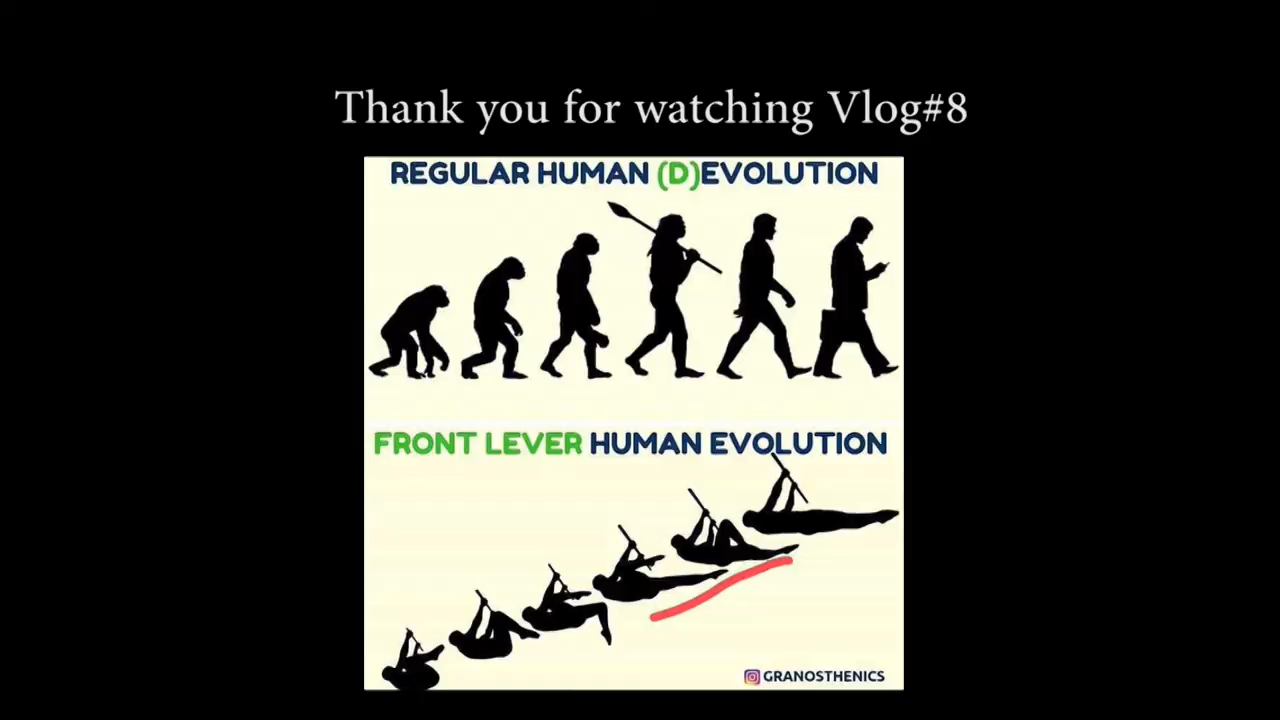 Thank you for watching Vlog#8
REGULAR HUMAN (D)EVOLUTION
FRONT LEVER HUMAN EVOLUTION
GRANOSTHENICS